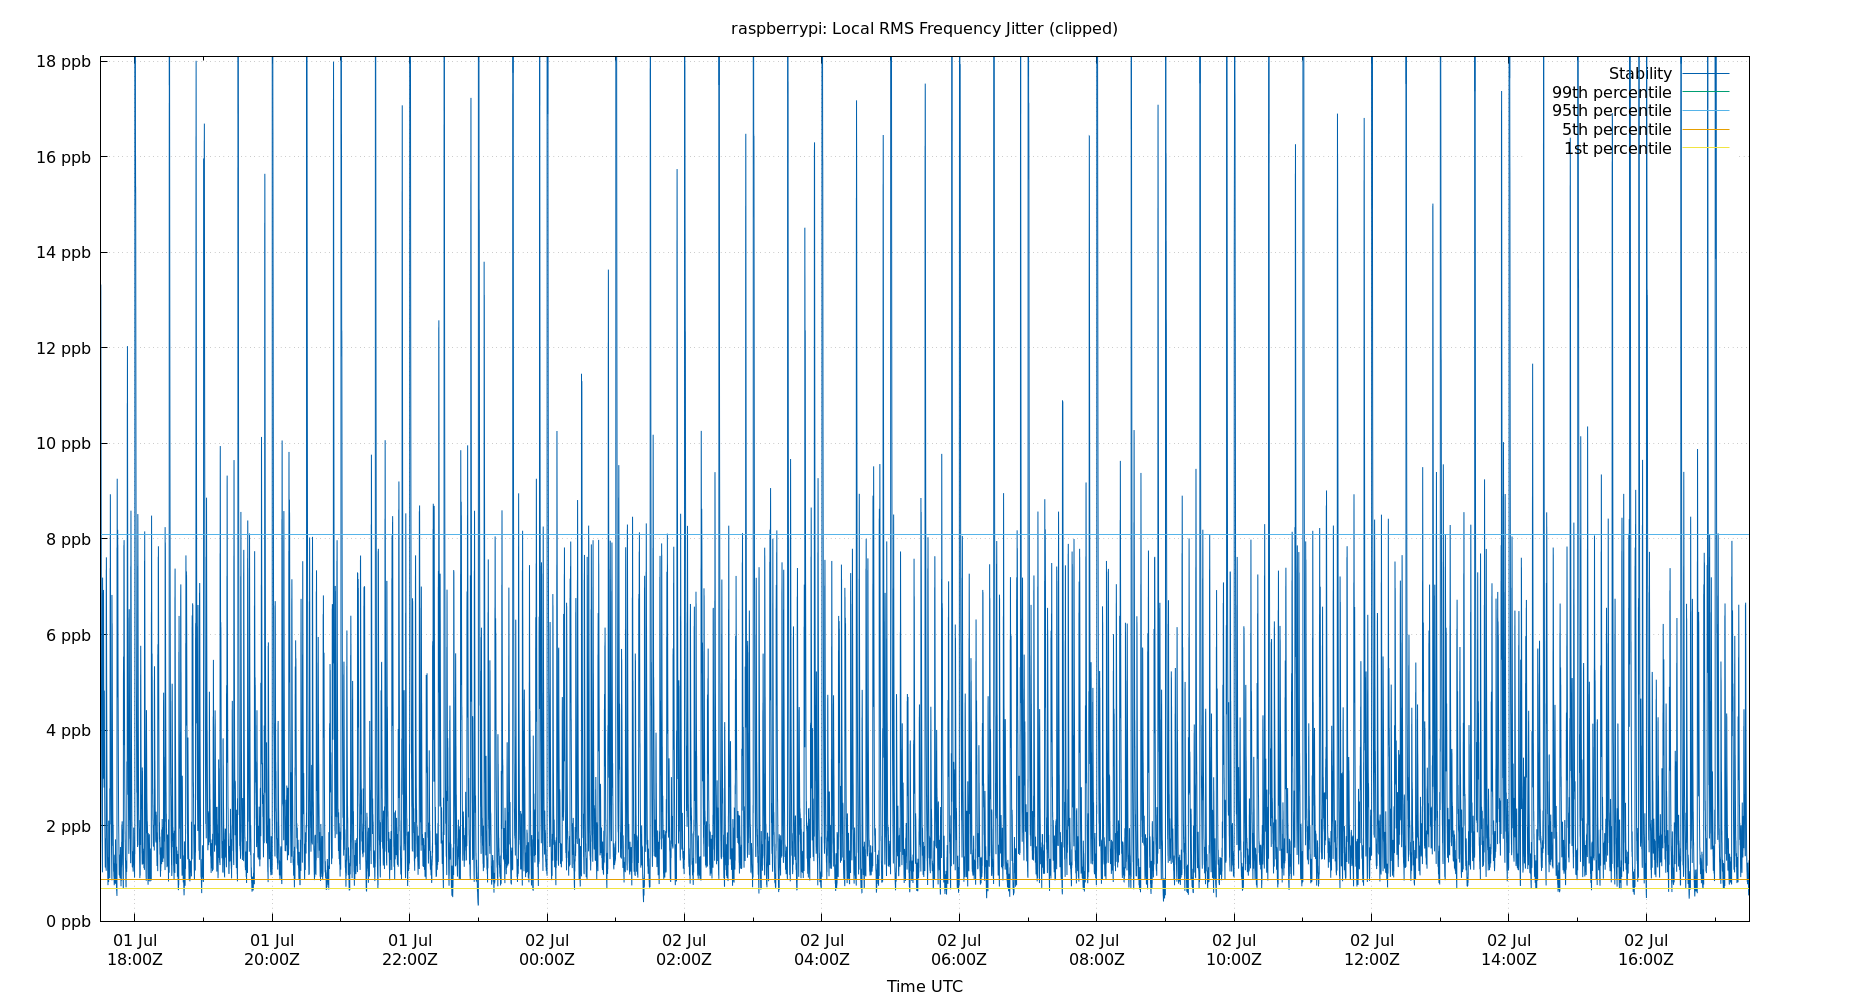 raspberrypi: Local RMS Frequency Jitter (clipped)
18 ppb
16 ppb
14 ppb
12 ppb
10 ppb
8 ppb
6 ppb
4 ppb
2 ppb
0 ppb
Stability
99th percentile
95th percentile
5th percentile
1st percentile
01 Jul 01 Jul 01 Jul 02 Jul 02 Jul 02 Jul 02 Jul 02 Jul 02 Jul 02 Jul 02 Jul 02 Jul
18:00Z 20:00Z 22:00Z 00:00Z 02:00Z 04:00Z 06:00Z 08:00Z 10:00Z 12:00Z 14:00Z 16:00Z
Time UTC